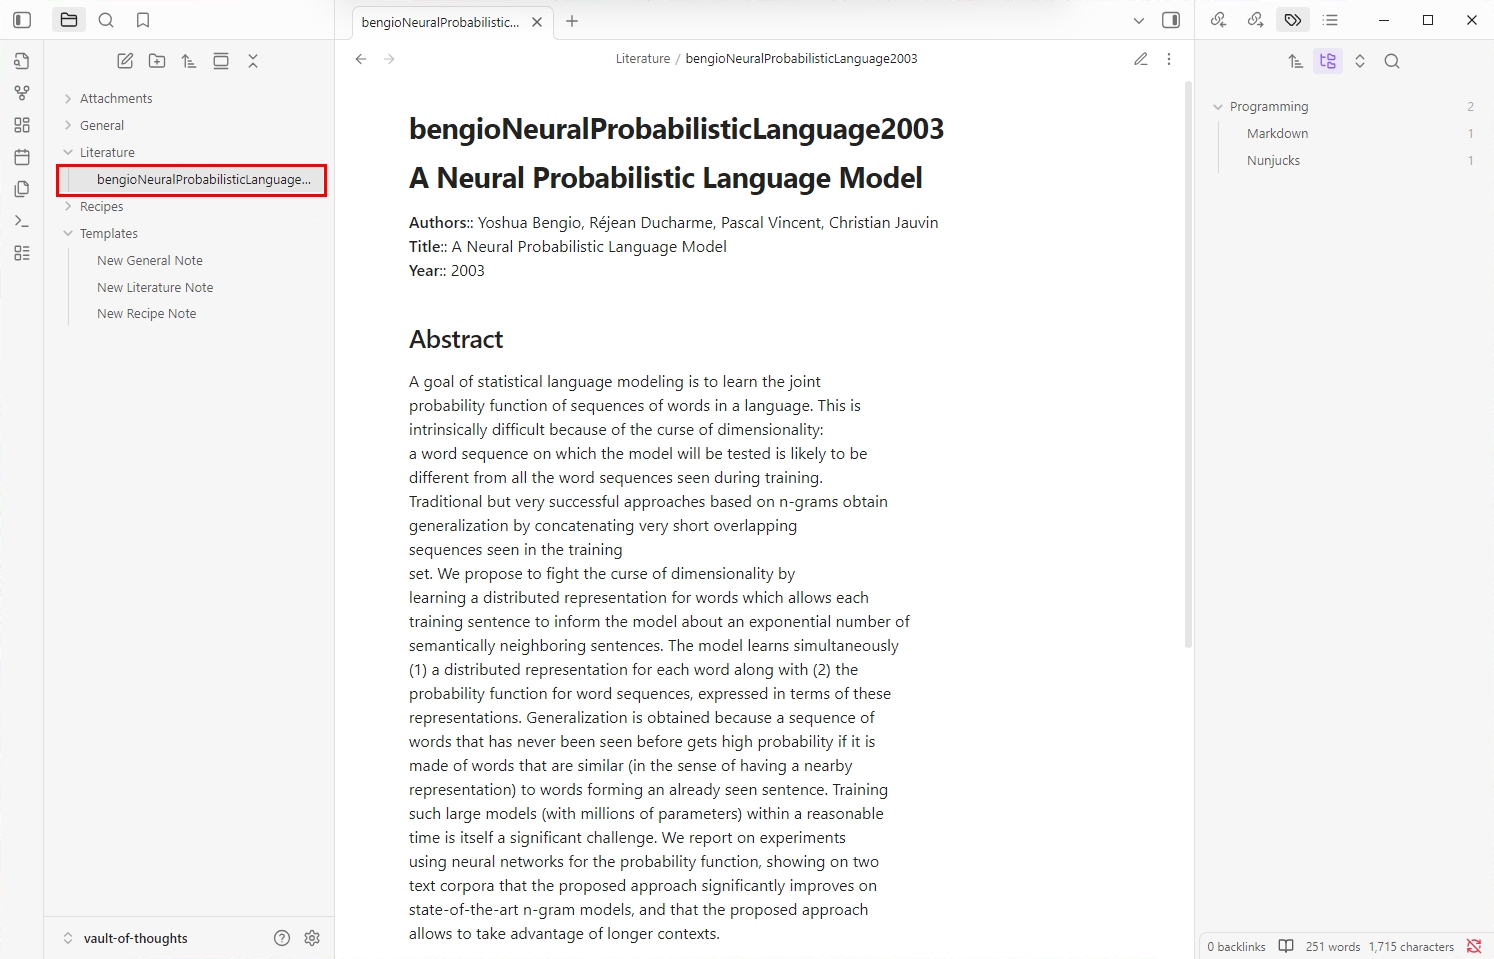 bengioNeuralProbabilistic...
Literature / bengioNeuralProbabilisticLanguage2003
Attachments
General
Literature
bengioNeuralProbabilisticLanguage...
Recipes
Templates
New General Note
New Literature Note
New Recipe Note
vault-of-thoughts
bengioNeuralProbabilisticLanguage2003
A Neural Probabilistic Language Model
Authors:: Yoshua Bengio, Réjean Ducharme, Pascal Vincent, Christian Jauvin
Title:: A Neural Probabilistic Language Model
Year:: 2003
Abstract
A goal of statistical language modeling is to learn the joint
probability function of sequences of words in a language. This is
intrinsically difficult because of the curse of dimensionality:
a word sequence on which the model will be tested is likely to be
different from all the word sequences seen during training.
Traditional but very successful approaches based on n-grams obtain
generalization by concatenating very short overlapping
sequences seen in the training
set. We propose to fight the curse of dimensionality by
learning a distributed representation for words which allows each
training sentence to inform the model about an exponential number of
semantically neighboring sentences. The model learns simultaneously
(1) a distributed representation for each word along with (2) the
probability function for word sequences, expressed in terms of these
representations. Generalization is obtained because a sequence of
words that has never been seen before gets high probability if it is
made of words that are similar (in the sense of having a nearby
representation) to words forming an already seen sentence. Training
such large models (with millions of parameters) within a reasonable
time is itself a significant challenge. We report on experiments
using neural networks for the probability function, showing on two
text corpora that the proposed approach significantly improves on
state-of-the-art n-gram models, and that the proposed approach
allows to take advantage of longer contexts.
Programming 2
Markdown 1
Nunjucks 1
0 backlinks 251 words 1,715 characters